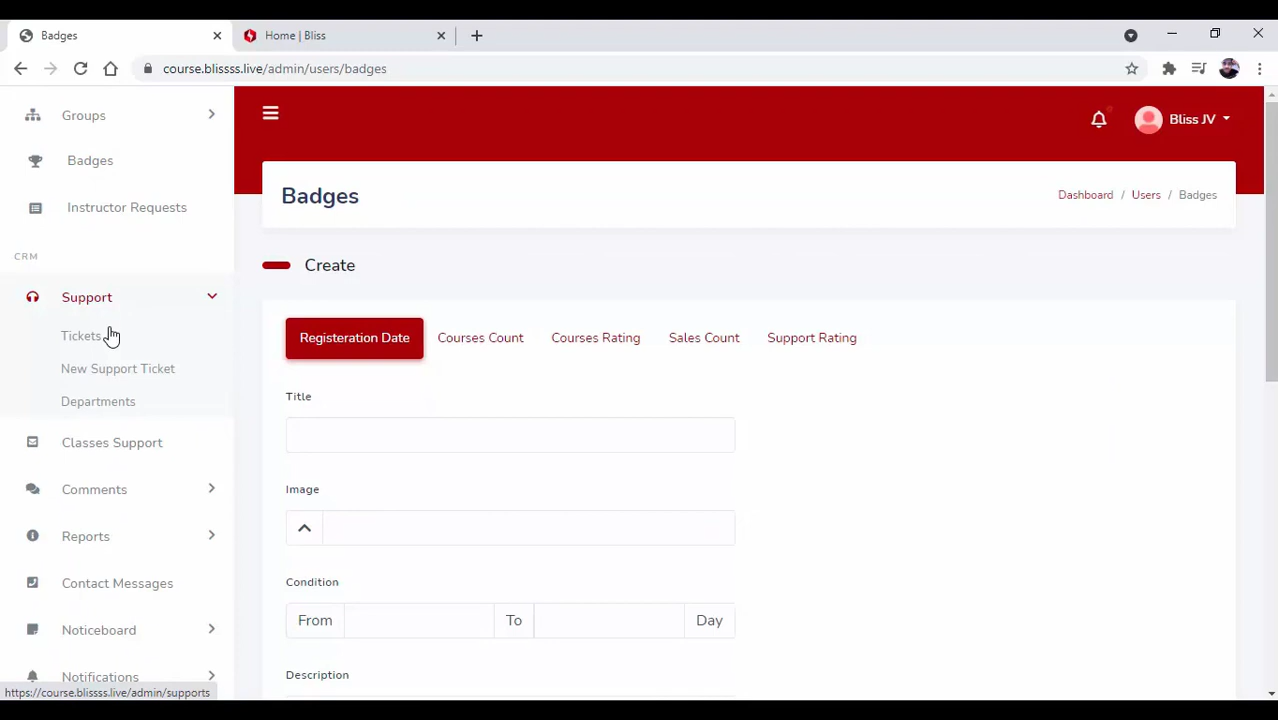 Badges
Home | Bliss
course.blissss.live/admin/users/badges
Groups
Badges
Instructor Requests
CRM
Support
Tickets
New Support Ticket
Departments
Classes Support
Comments
Reports
Contact Messages
Noticeboard
Notifications
https://course.blissss.live/admin/supports
Bliss JV
Badges
Dashboard / Users / Badges
Create
Registeration Date
Courses Count
Courses Rating
Sales Count
Support Rating
Title
Image
Condition
From
To
Day
Description